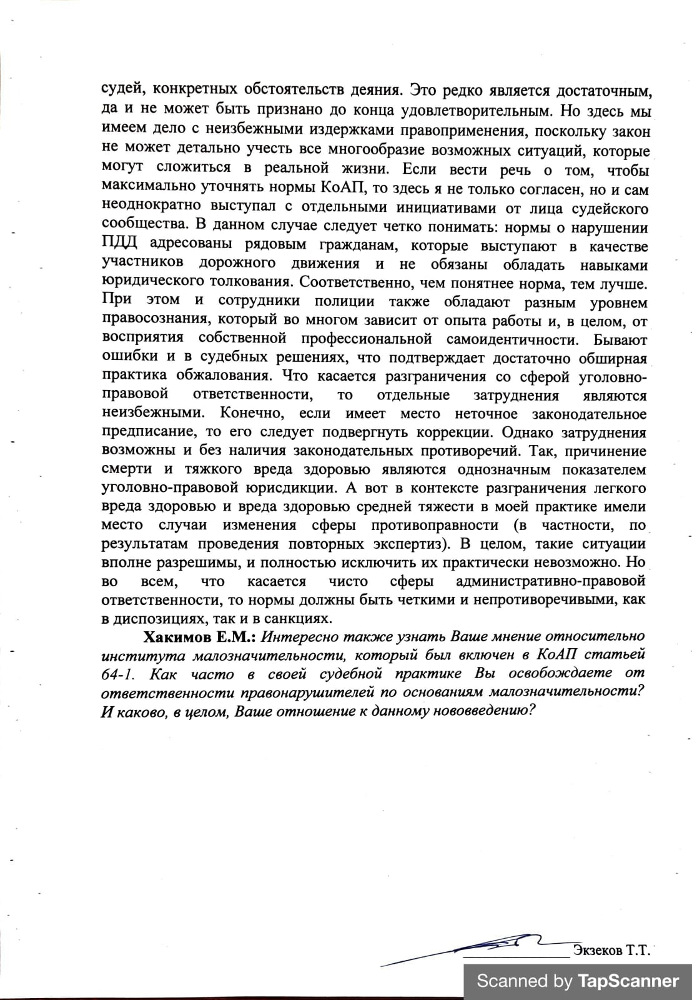 судей, конкретных обстоятельств деяния. Это редко является достаточным,
да и не может быть признано до конца удовлетворительным. Но здесь мы
имеем дело с неизбежными издержками правоприменения, поскольку закон
не может детально учесть все многообразие возможных ситуаций, которые
могут сложиться в реальной жизни. Если вести речь о том, чтобы
максимально уточнять нормы КоАП, то здесь я не только согласен, но и сам
неоднократно выступал с отдельными инициативами от лица судейского
сообщества. В данном случае следует четко понимать: нормы о нарушении
ПДД адресованы рядовым гражданам, которые выступают в качестве
участников дорожного движения и не обязаны обладать навыками
юридического толкования. Соответственно, чем понятнее норма, тем лучше.
При этом и сотрудники полиции также обладают разным уровнем
правосознания, который во многом зависит от опыта работы и, в целом, от
восприятия собственной профессиональной самоидентичности. Бывают
ошибки и в судебных решениях, что подтверждает достаточно обширная
практика обжалования. Что касается разграничения со сферой уголовно-
правовой ответственности, то отдельные затруднения являются
неизбежными. Конечно, если имеет место неточное законодательное
предписание, то его следует подвергнуть коррекции. Однако затруднения
возможны и без наличия законодательных противоречий. Так, причинение
смерти и тяжкого вреда здоровью являются однозначным показателем
уголовно-правовой юрисдикции. А вот в контексте разграничения легкого
вреда здоровью и вреда здоровью средней тяжести в моей практике имели
место случаи изменения сферы противоправности (в частности, по
результатам проведения повторных экспертиз). В целом, такие ситуации
вполне разрешимы, и полностью исключить их практически невозможно. Но
во всем, что касается чисто сферы административно-правовой
ответственности, то нормы должны быть четкими и непротиворечивыми, как
в диспозициях, так и в санкциях.
Хакимов Е.М.: Интересно также узнать Ваше мнение относительно
института малозначительности, который был включен в КоАП статьей
64-1. Как часто в своей судебной практике Вы освобождаете от
ответственности правонарушителей по основаниям малозначительности?
И каково, в целом, Ваше отношение к данному нововведению?
Экзеков Т.Т.
Scanned by TapScanner